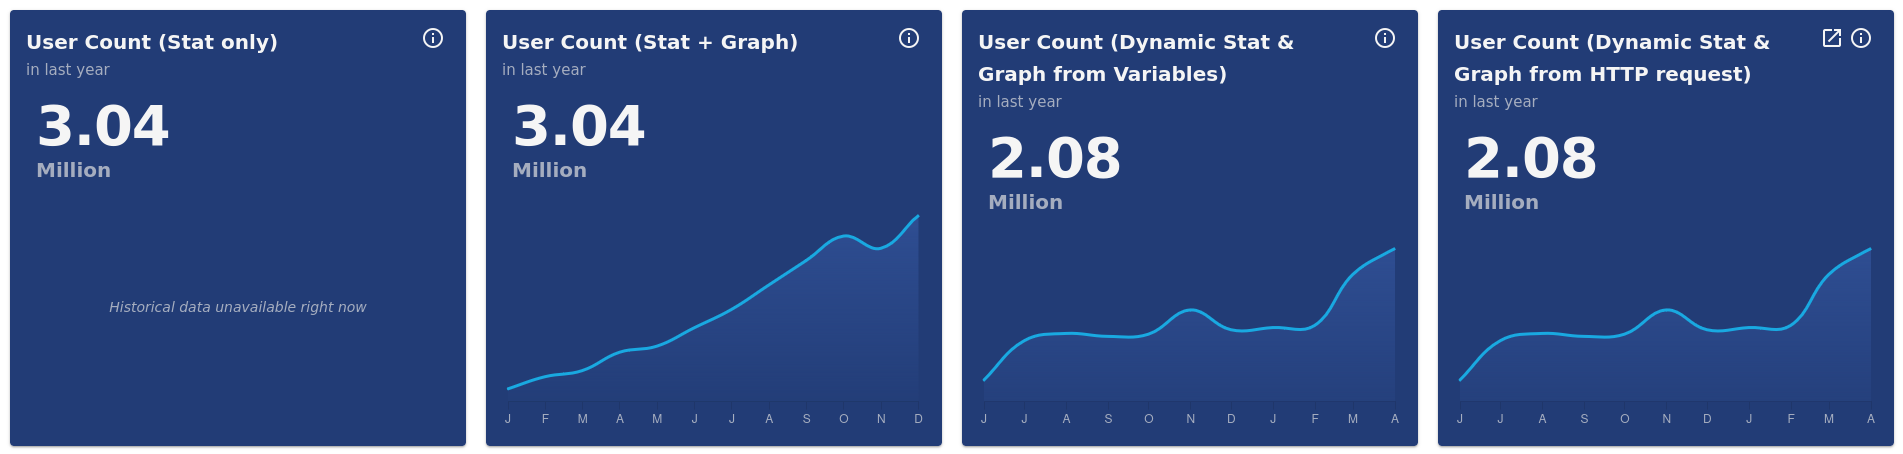 User Count (Stat only)
in last year
3.04
Million
Historical data unavailable right now
User Count (Stat + Graph)
in last year
3.04
Million
J F M A M J J A S O N D
User Count (Dynamic Stat &
Graph from Variables)
in last year
2.08
Million
J J A S O N D J F M A
User Count (Dynamic Stat &
Graph from HTTP request)
in last year
2.08
Million
J J A S O N D J F M A